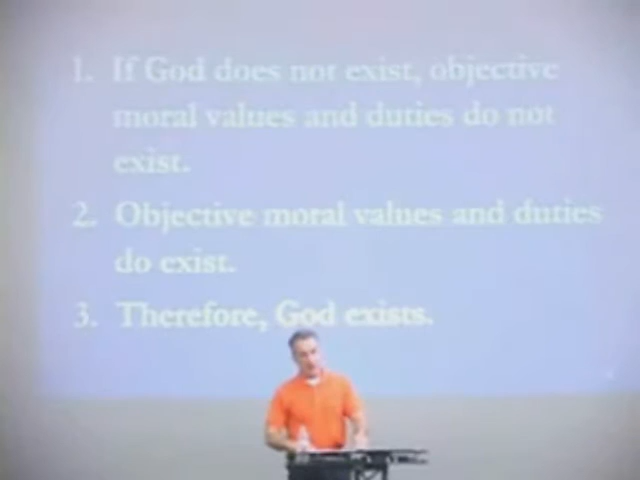 1. If God does not exist, objective
moral values and duties do not
exist.
2. Objective moral values and duties
do exist.
3. Therefore, God exists.